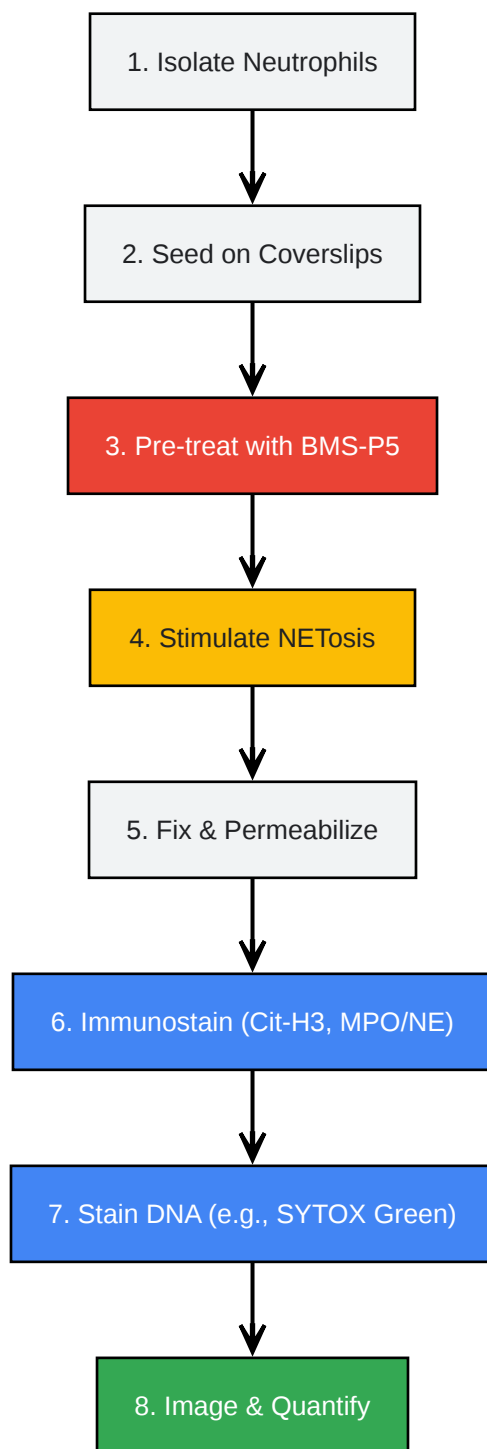 1. Isolate Neutrophils
2. Seed on Coverslips
3. Pre-treat with BMS-P5
4. Stimulate NETosis
5. Fix & Permeabilize
6. Immunostain (Cit-H3, MPO/NE)
7. Stain DNA (e.g., SYTOX Green)
8. Image & Quantify